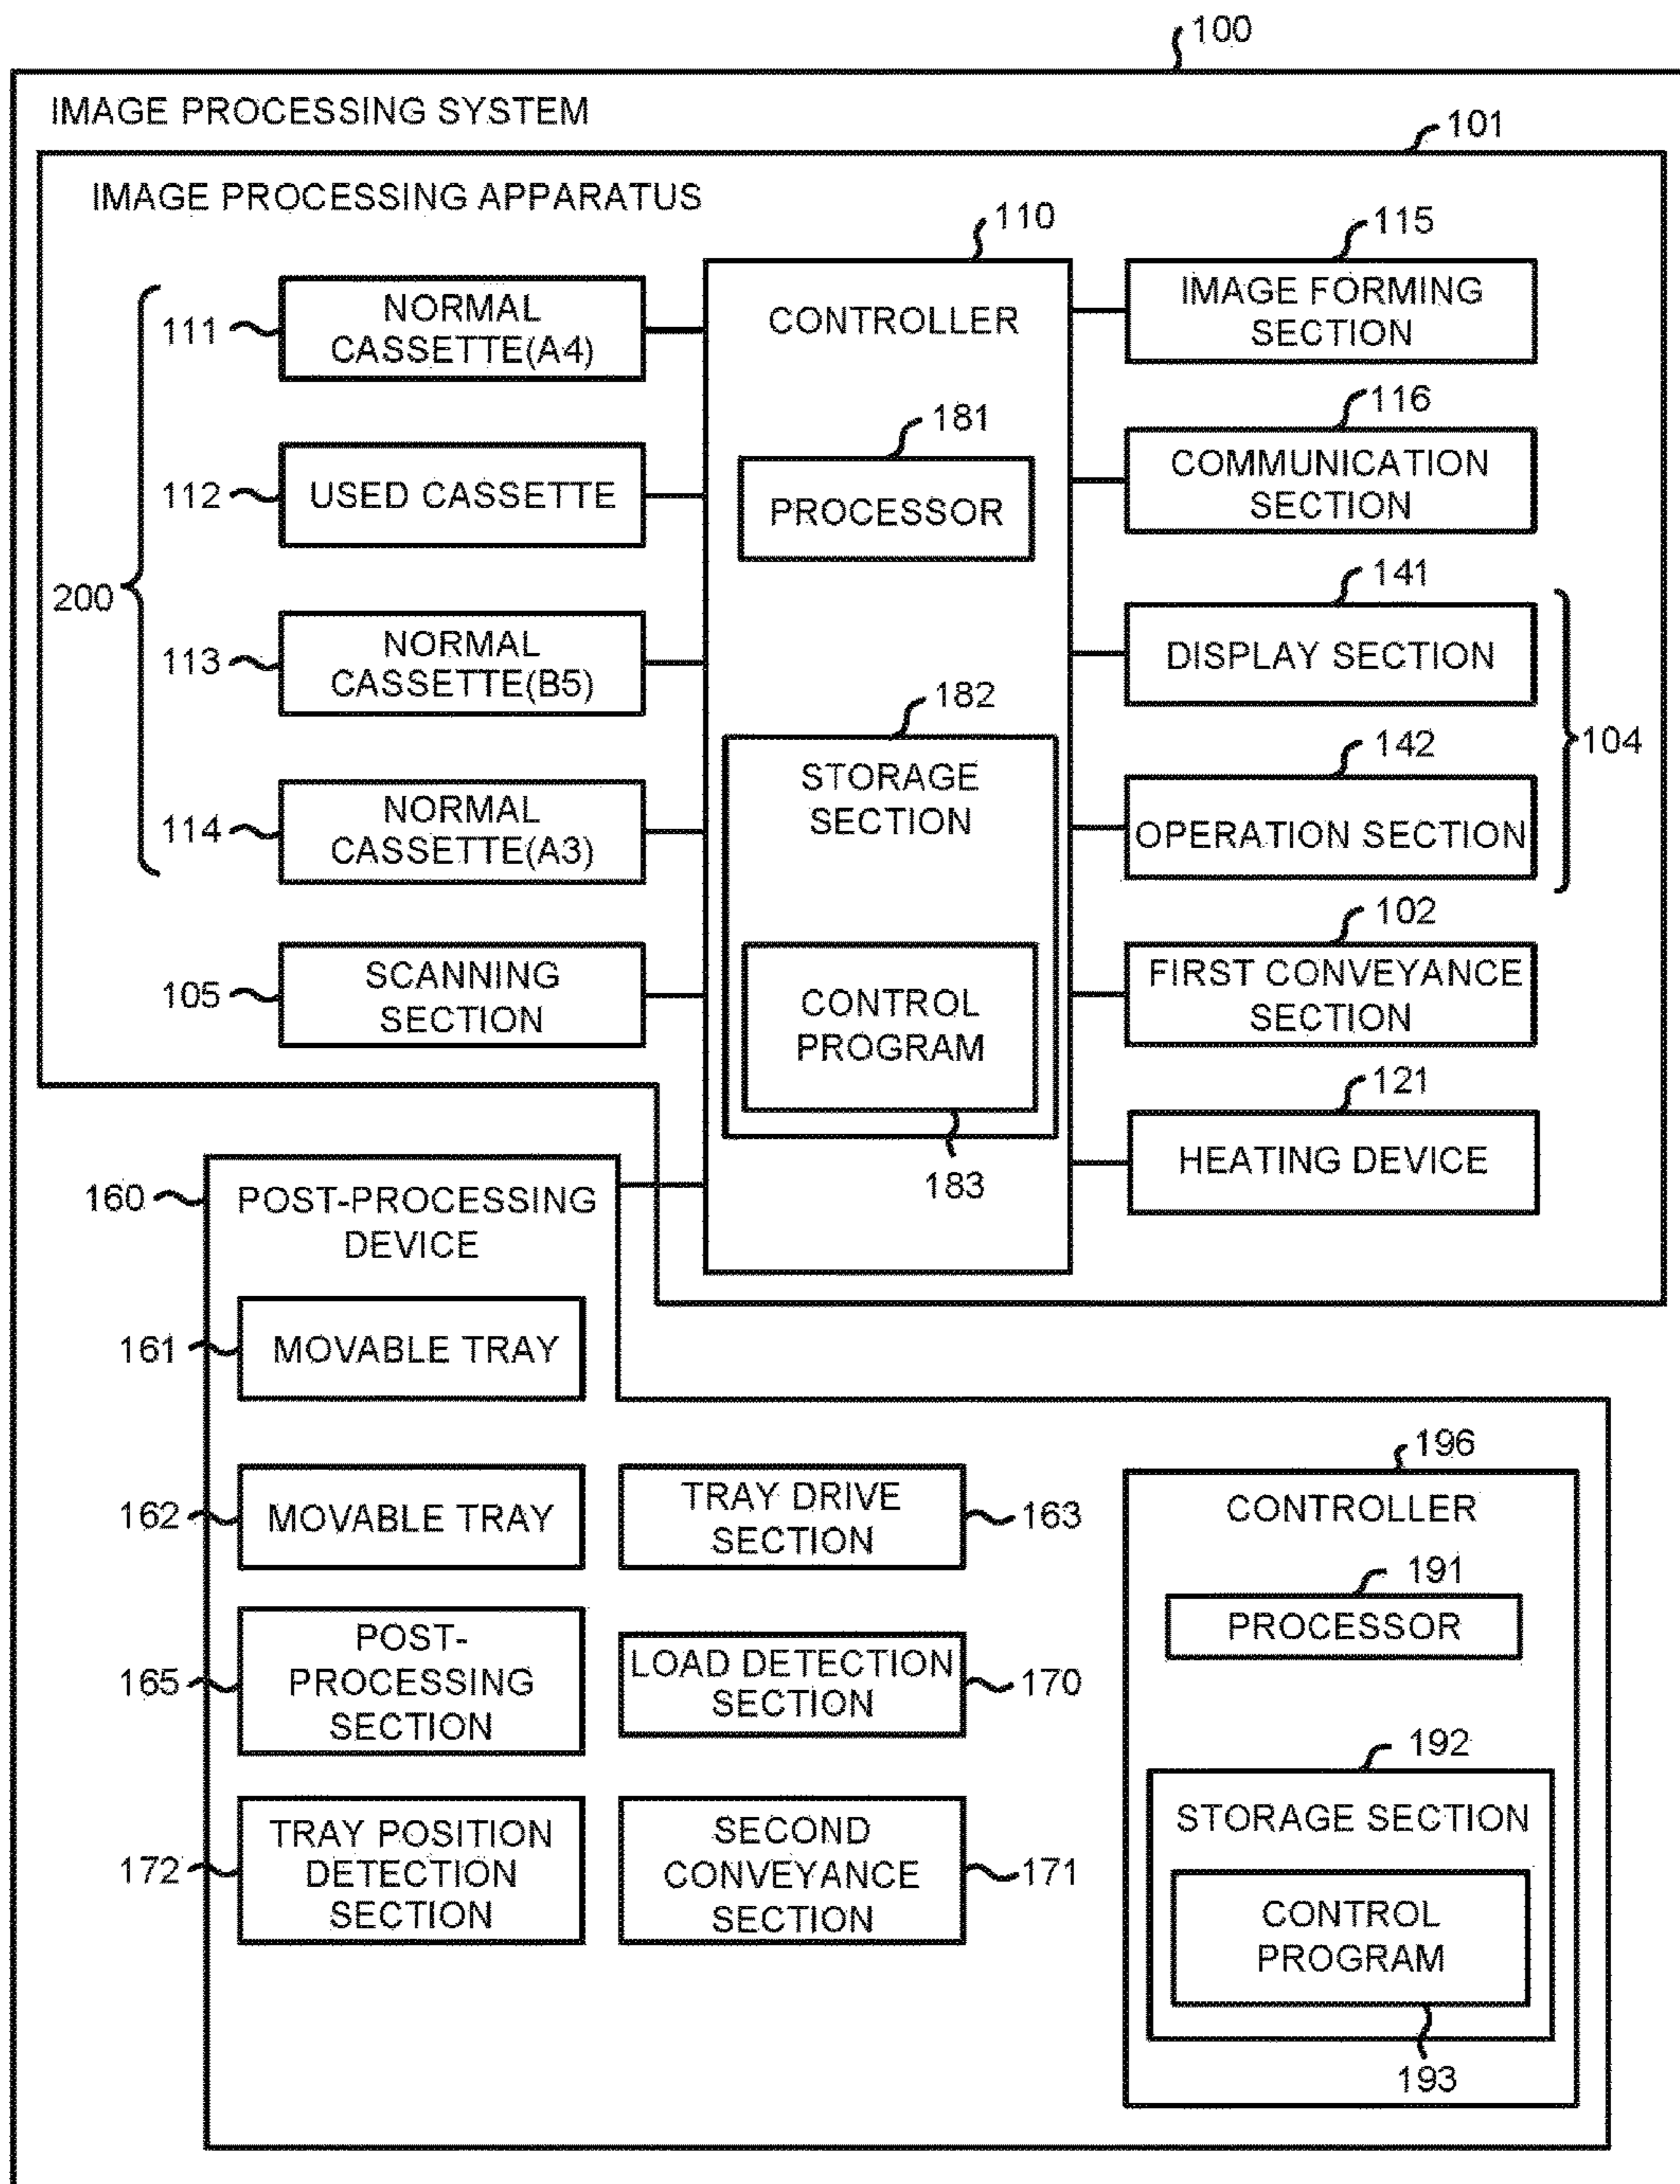 100
IMAGE PROCESSING SYSTEM
101
IMAGE PROCESSING APPARATUS
200
111
NORMAL
CASSETTE(A4)
112
USED CASSETTE
113
NORMAL
CASSETTE(B5)
114
NORMAL
CASSETTE(A3)
105
SCANNING
SECTION
110
CONTROLLER
181
PROCESSOR
182
STORAGE
SECTION
CONTROL
PROGRAM
183
115
IMAGE FORMING
SECTION
116
COMMUNICATION
SECTION
141
DISPLAY SECTION
104
142
OPERATION SECTION
102
FIRST CONVEYANCE
SECTION
121
HEATING DEVICE
160
POST-PROCESSING
DEVICE
161
MOVABLE TRAY
162
MOVABLE TRAY
TRAY DRIVE
SECTION
163
165
POST-
PROCESSING
SECTION
LOAD DETECTION
SECTION
170
172
TRAY POSITION
DETECTION
SECTION
SECOND
CONVEYANCE
SECTION
171
196
CONTROLLER
191
PROCESSOR
192
STORAGE SECTION
CONTROL
PROGRAM
193